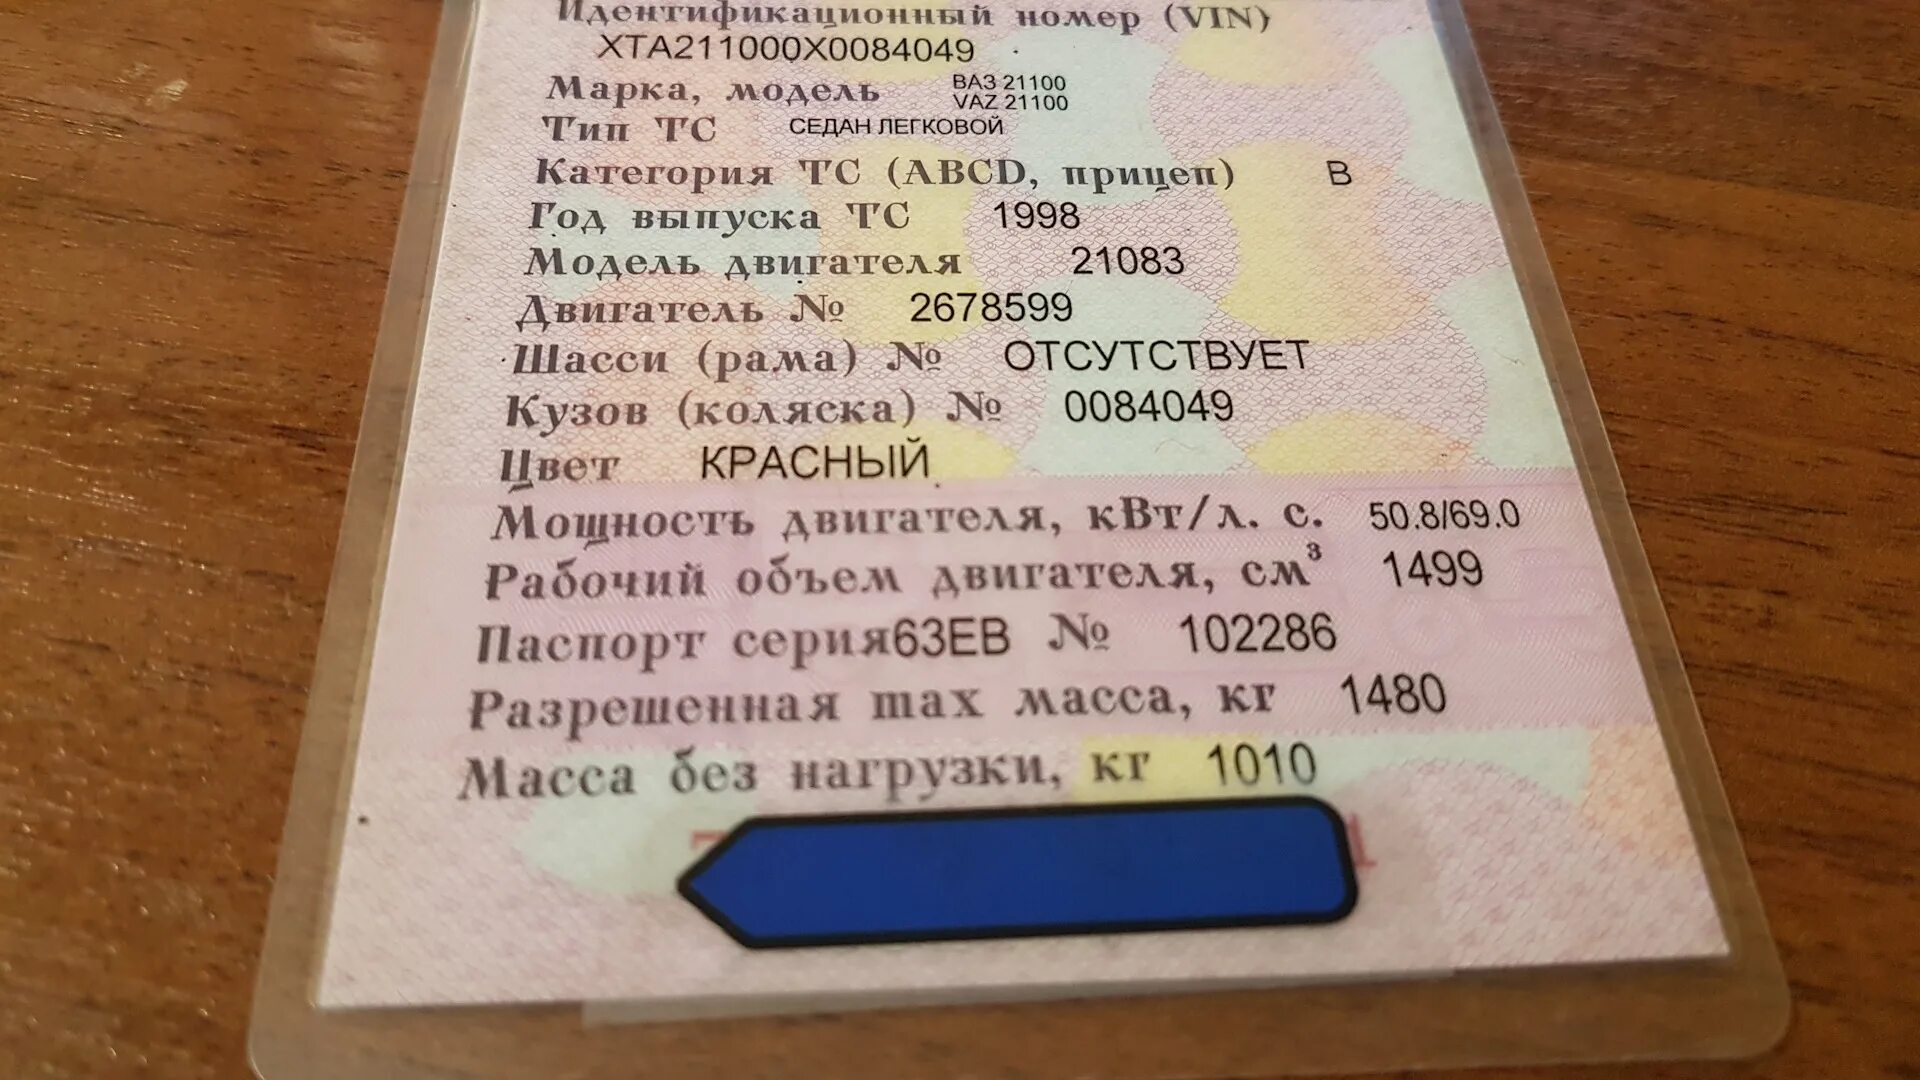 Идентификационный номер (VIN)
XTA211000X0084049
Марка, модель ВАЗ 21100
VAZ 21100
Тип ТС СЕДАН ЛЕГКОВОЙ
Категория ТС (ABCD, прицеп) B
Год выпуска ТС 1998
Модель двигателя 21083
Двигатель № 2678599
Шасси (рама) № ОТСУТСТВУЕТ
Кузов (коляска) № 0084049
Цвет КРАСНЫЙ
Мощность двигателя, кВт/л. с. 50.8/69.0
Рабочий объем двигателя, см³ 1499
Паспорт серия 63ЕВ № 102286
Разрешенная max масса, кг 1480
Масса без нагрузки, кг 1010